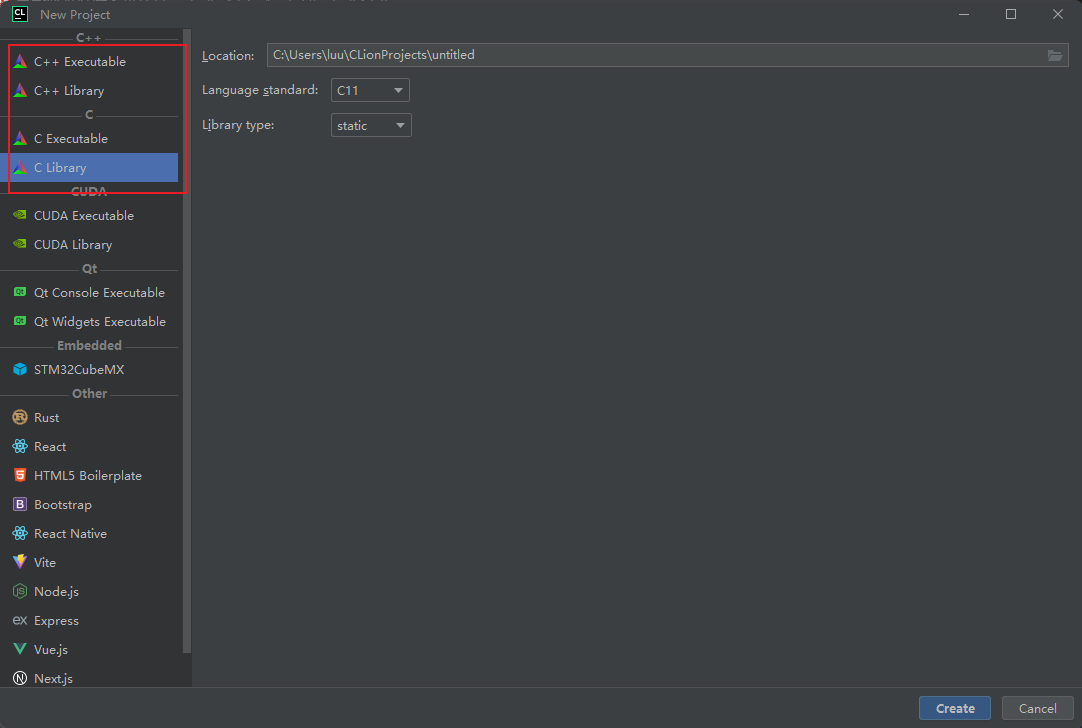 CL New Project
C++
C++ Executable
C++ Library
C
C Executable
C Library
CUDA
CUDA Executable
CUDA Library
Qt
Qt Console Executable
Qt Widgets Executable
Embedded
STM32CubeMX
Other
Rust
React
HTML5 Boilerplate
Bootstrap
React Native
Vite
Node.js
Express
Vue.js
Next.js
Location: C:\Users\luu\CLionProjects\untitled
Language standard: C11
Library type: static
Create Cancel